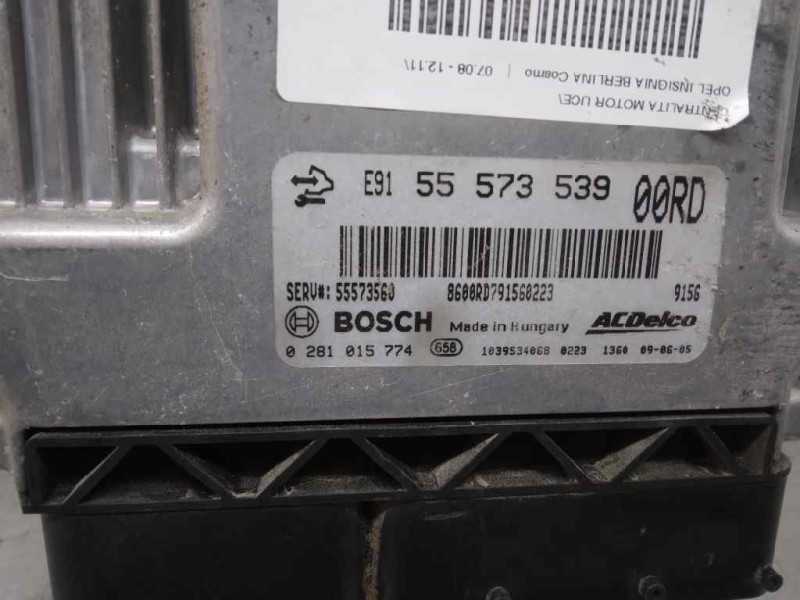 CENTRALITA MOTOR UCE\
OPEL INSIGNIA BERLINA Cosmo | 07.08 - 12.11\
E91 55 573 539 00RD
SERV#: 55573560 8600RD791560223 9156
BOSCH Made in Hungary ACDelco
0 281 015 774 656 1039S34068 0223 1360 09-06-05